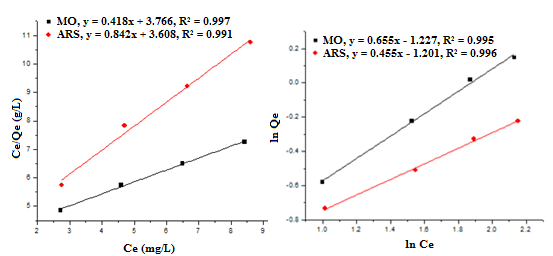 MO, y = 0.418x + 3.766, R² = 0.997
ARS, y = 0.842x + 3.608, R² = 0.991
Ce/Qe (g/L)
11
10
9
8
7
6
5
2 3 4 5 6 7 8 9
Ce (mg/L)
MO, y = 0.655x - 1.227, R² = 0.995
ARS, y = 0.455x - 1.201, R² = 0.996
ln Qe
0.2
0.0
-0.2
-0.4
-0.6
-0.8
1.0 1.2 1.4 1.6 1.8 2.0 2.2
ln Ce